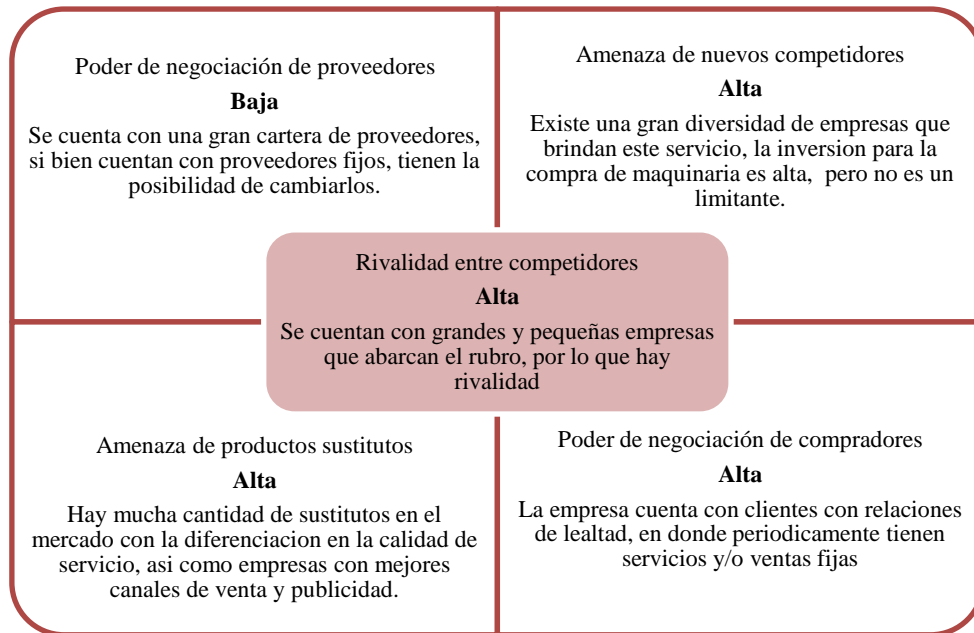 Poder de negociación de proveedores
Baja
Se cuenta con una gran cartera de proveedores,
si bien cuentan con proveedores fijos, tienen la
posibilidad de cambiarlos.
Amenaza de nuevos competidores
Alta
Existe una gran diversidad de empresas que
brindan este servicio, la inversion para la
compra de maquinaria es alta,  pero no es un
limitante.
Rivalidad entre competidores
Alta
Se cuentan con grandes y pequeñas empresas
que abarcan el rubro, por lo que hay
rivalidad
Amenaza de productos sustitutos
Alta
Hay mucha cantidad de sustitutos en el
mercado con la diferenciacion en la calidad de
servicio, asi como empresas con mejores
canales de venta y publicidad.
Poder de negociación de compradores
Alta
La empresa cuenta con clientes con relaciones
de lealtad, en donde periodicamente tienen
servicios y/o ventas fijas